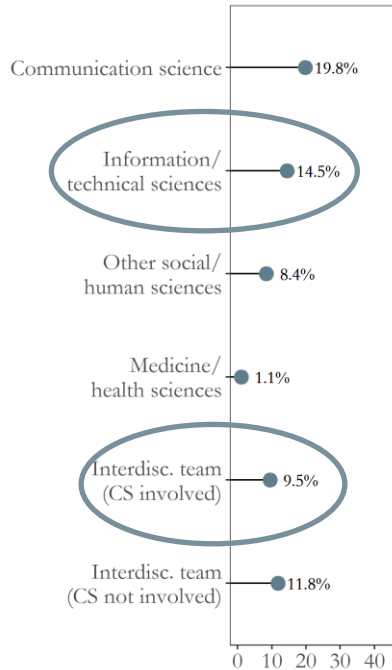 Communication science 19.8%
Information/
technical sciences 14.5%
Other social/
human sciences 8.4%
Medicine/
health sciences 1.1%
Interdisc. team
(CS involved) 9.5%
Interdisc. team
(CS not involved) 11.8%
0 10 20 30 40